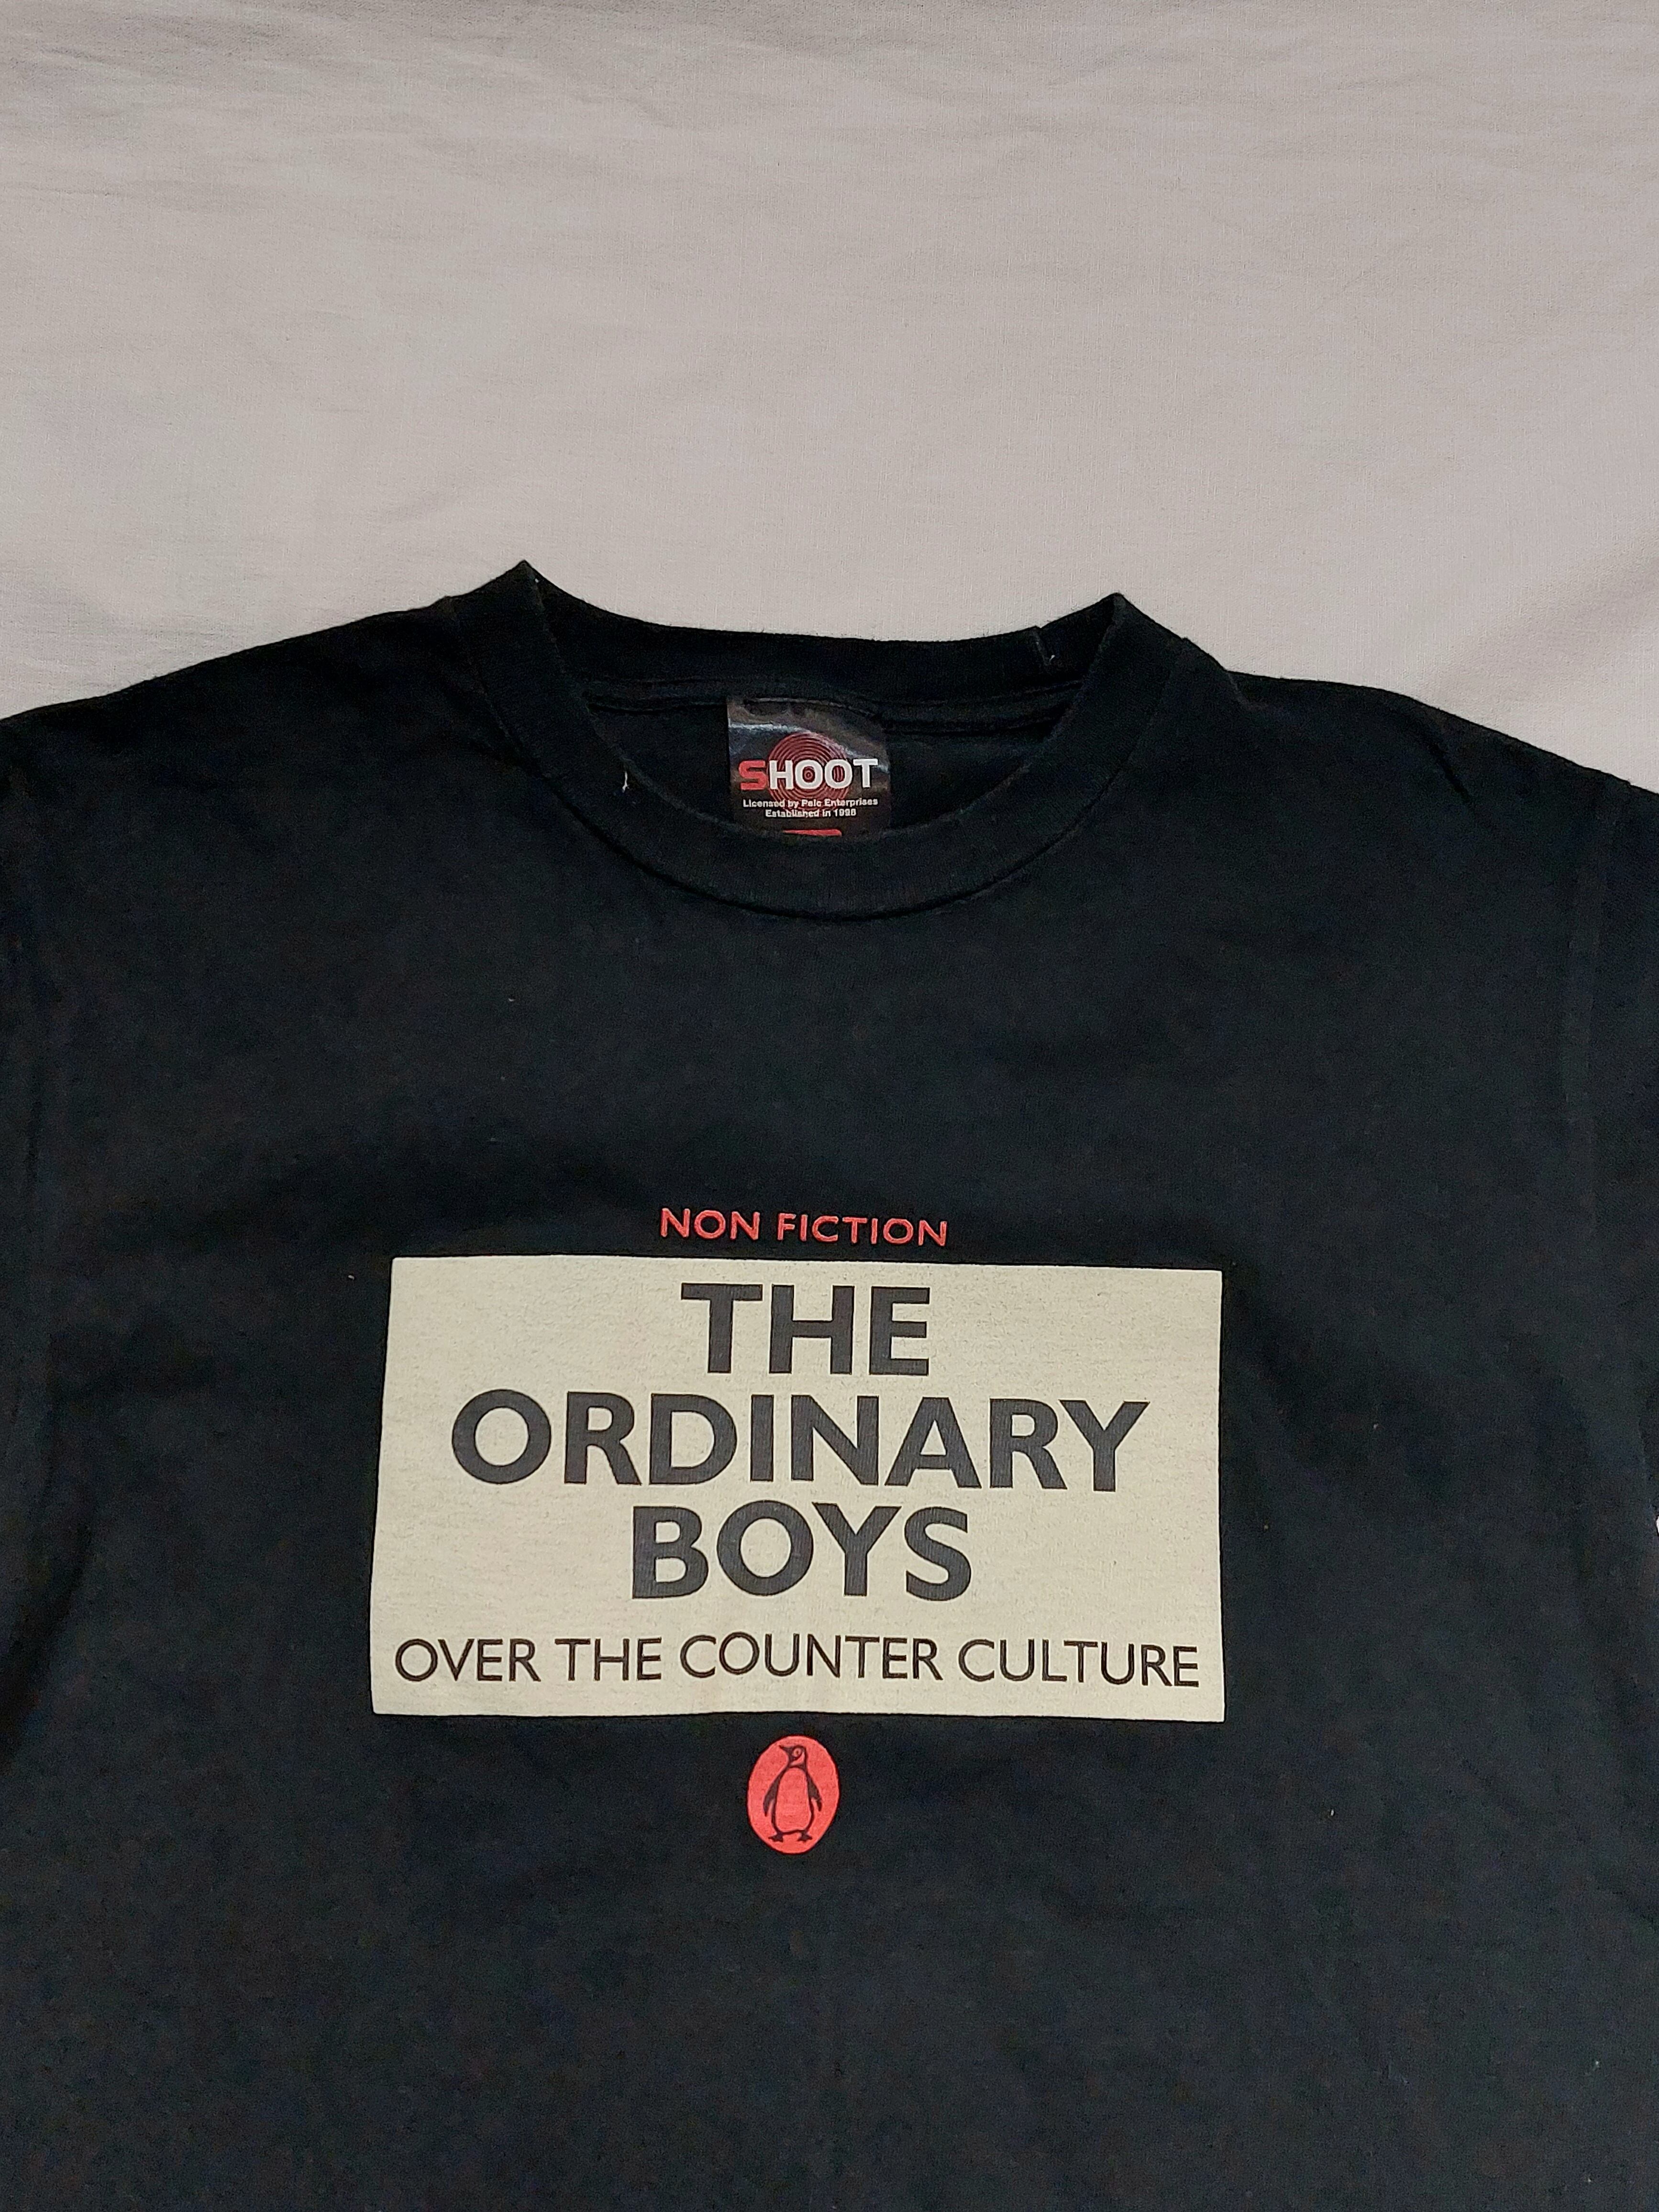 SHOOT
Licensed by Palc Enterprises
Established in 1998
NON FICTION
THE
ORDINARY
BOYS
OVER THE COUNTER CULTURE